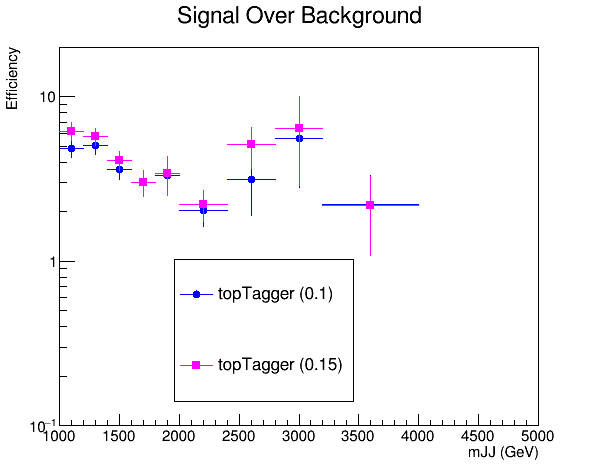 Signal Over Background
Efficiency
10
1
10⁻¹
topTagger (0.1)
topTagger (0.15)
1000 1500 2000 2500 3000 3500 4000 4500 5000
mJJ (GeV)